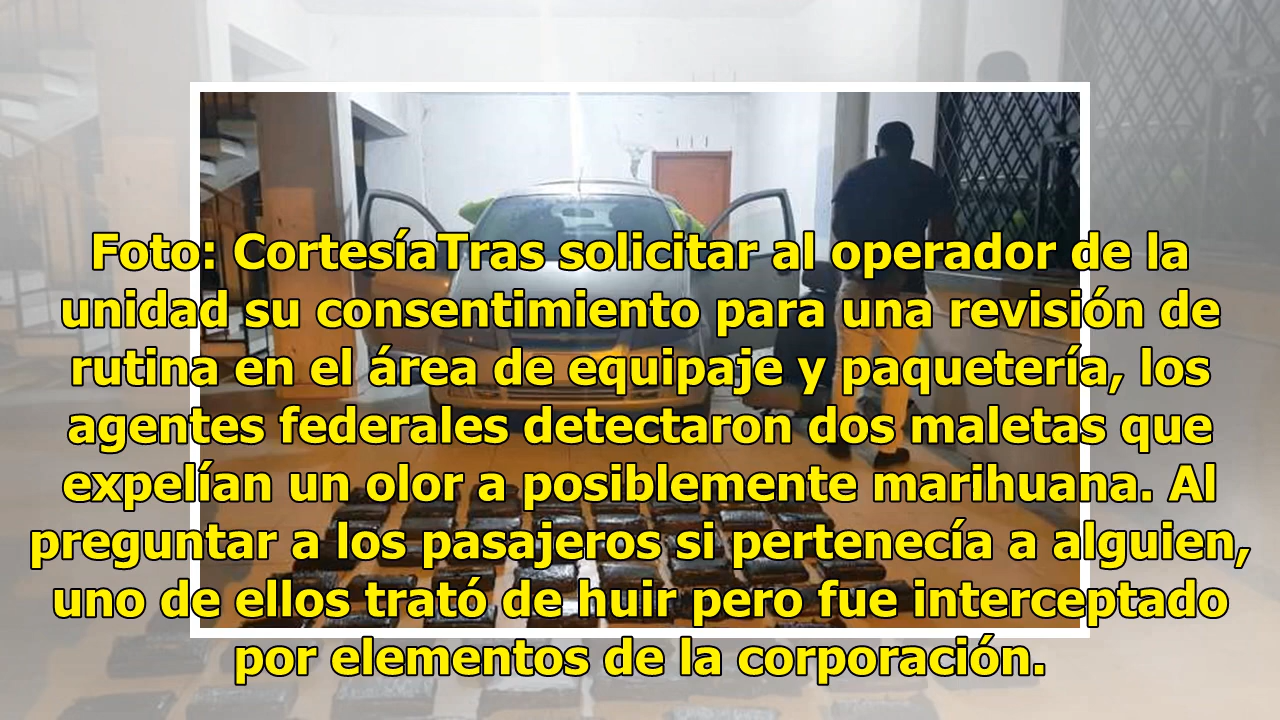 Foto: CortesíaTras solicitar al operador de la
unidad su consentimiento para una revisión de
rutina en el área de equipaje y paquetería, los
agentes federales detectaron dos maletas que
expelían un olor a posiblemente marihuana. Al
preguntar a los pasajeros si pertenecía a alguien,
uno de ellos trató de huir pero fue interceptado
por elementos de la corporación.